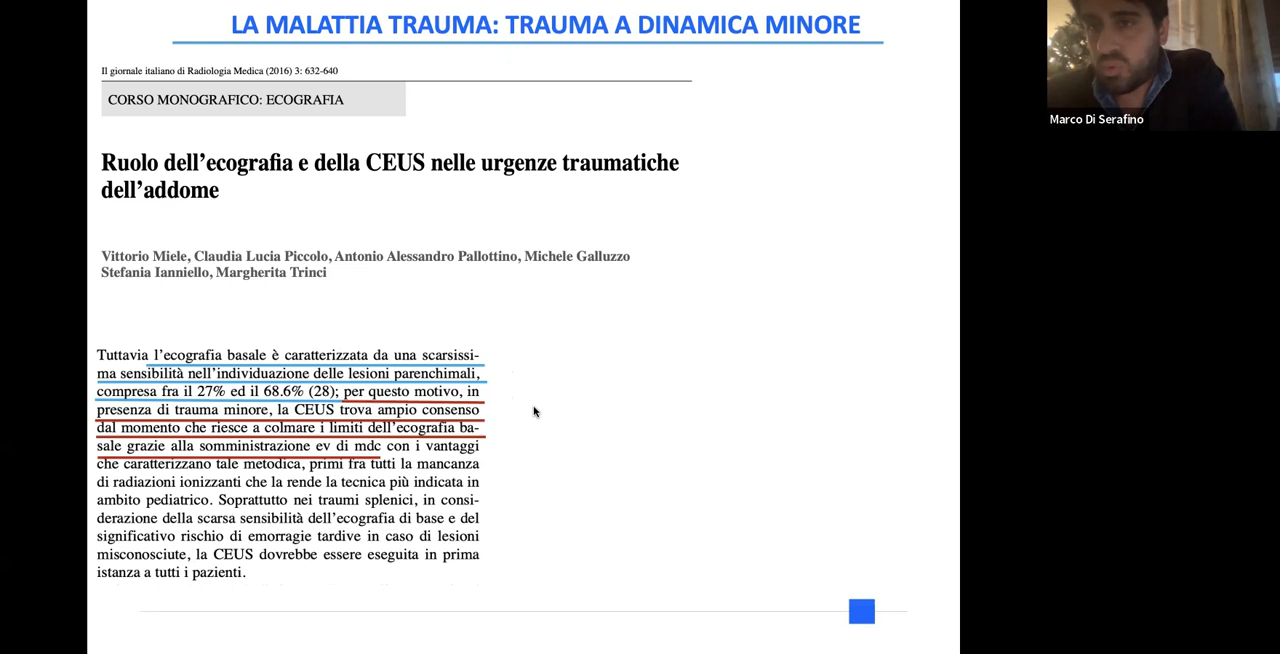 LA MALATTIA TRAUMA: TRAUMA A DINAMICA MINORE
Il giornale italiano di Radiologia Medica (2016) 3: 632-640
CORSO MONOGRAFICO: ECOGRAFIA
Ruolo dell’ecografia e della CEUS nelle urgenze traumatiche
dell’addome
Vittorio Miele, Claudia Lucia Piccolo, Antonio Alessandro Pallottino, Michele Galluzzo
Stefania Ianniello, Margherita Trinci
Tuttavia l’ecografia basale è caratterizzata da una scarsissi-
ma sensibilità nell’individuazione delle lesioni parenchimali,
compresa fra il 27% ed il 68.6% (28); per questo motivo, in
presenza di trauma minore, la CEUS trova ampio consenso
dal momento che riesce a colmare i limiti dell’ecografia ba-
sale grazie alla somministrazione ev di mdc con i vantaggi
che caratterizzano tale metodica, primi fra tutti la mancanza
di radiazioni ionizzanti che la rende la tecnica più indicata in
ambito pediatrico. Soprattutto nei traumi splenici, in consi-
derazione della scarsa sensibilità dell’ecografia di base e del
significativo rischio di emorragie tardive in caso di lesioni
misconosciute, la CEUS dovrebbe essere eseguita in prima
istanza a tutti i pazienti.
Marco Di Serafino